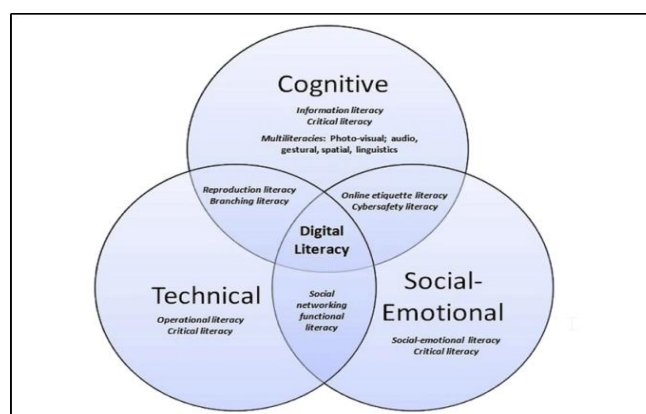 Cognitive
Information literacy
Critical literacy
Multiliteracies: Photo-visual; audio,
gestural, spatial, linguistics
Reproduction literacy
Branching literacy
Online etiquette literacy
Cybersafety literacy
Digital
Literacy
Technical
Operational literacy
Critical literacy
Social
networking
functional
literacy
Social-
Emotional
Social-emotional literacy
Critical literacy